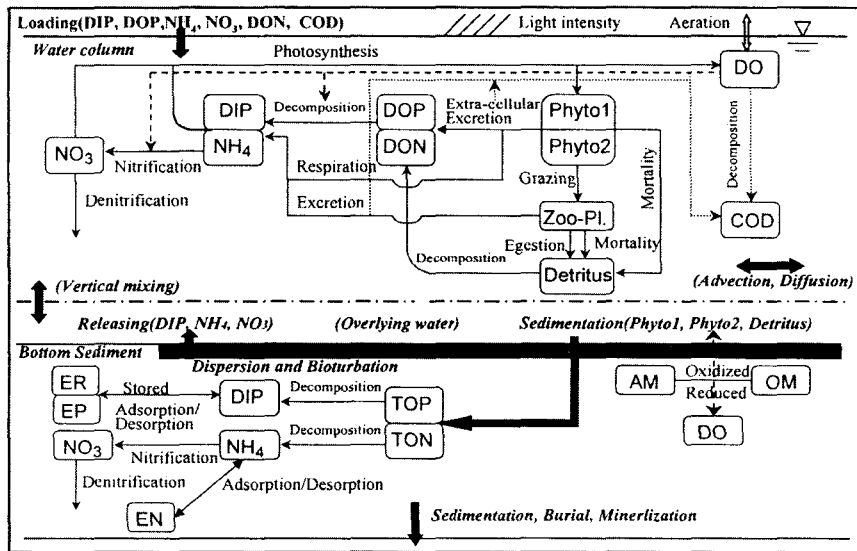 Loading(DIP, DOP,NH4, NO3, DON, COD)
Light intensity
Aeration
Water column
Photosynthesis
DO
DIP
NH4
Decomposition
DOP
DON
Extra-cellular
Excretion
Phyto1
Phyto2
NO3
Nitrification
Respiration
Grazing
Mortality
Decomposition
Denitrification
Excretion
Zoo-Pl.
COD
Decomposition
Egestion
Mortality
Detritus
(Vertical mixing)
(Advection, Diffusion)
Releasing(DIP, NH4, NO3)
(Overlying water)
Sedimentation(Phyto1, Phyto2, Detritus)
Bottom Sediment
Dispersion and Bioturbation
ER
EP
Stored
Adsorption/
Desorption
DIP
Decomposition
TOP
TON
AM
Oxidized
Reduced
OM
DO
NO3
Nitrification
NH4
Decomposition
Denitrification
Adsorption/Desorption
EN
Sedimentation, Burial, Minerlization